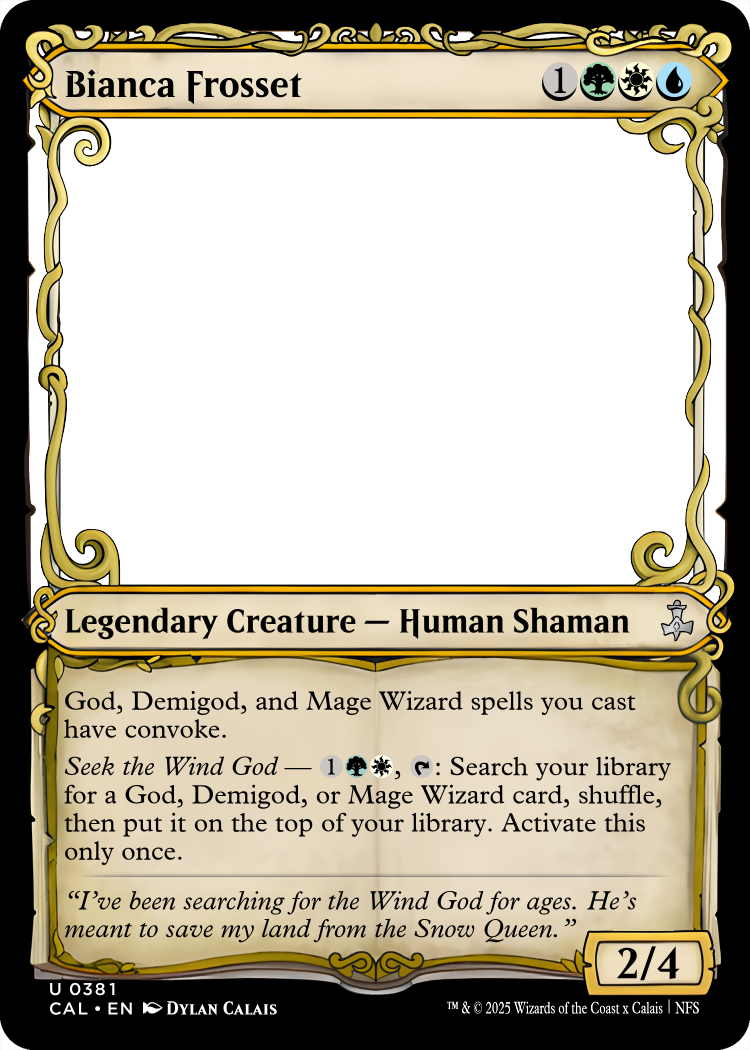 Bianca Frosset
1
Legendary Creature — Human Shaman
God, Demigod, and Mage Wizard spells you cast
have convoke.
Seek the Wind God — 1 , : Search your library
for a God, Demigod, or Mage Wizard card, shuffle,
then put it on the top of your library. Activate this
only once.
“I’ve been searching for the Wind God for ages. He’s
meant to save my land from the Snow Queen.”
2/4
U 0381
CAL • EN DYLAN CALAIS
™ & © 2025 Wizards of the Coast x Calais | NFS